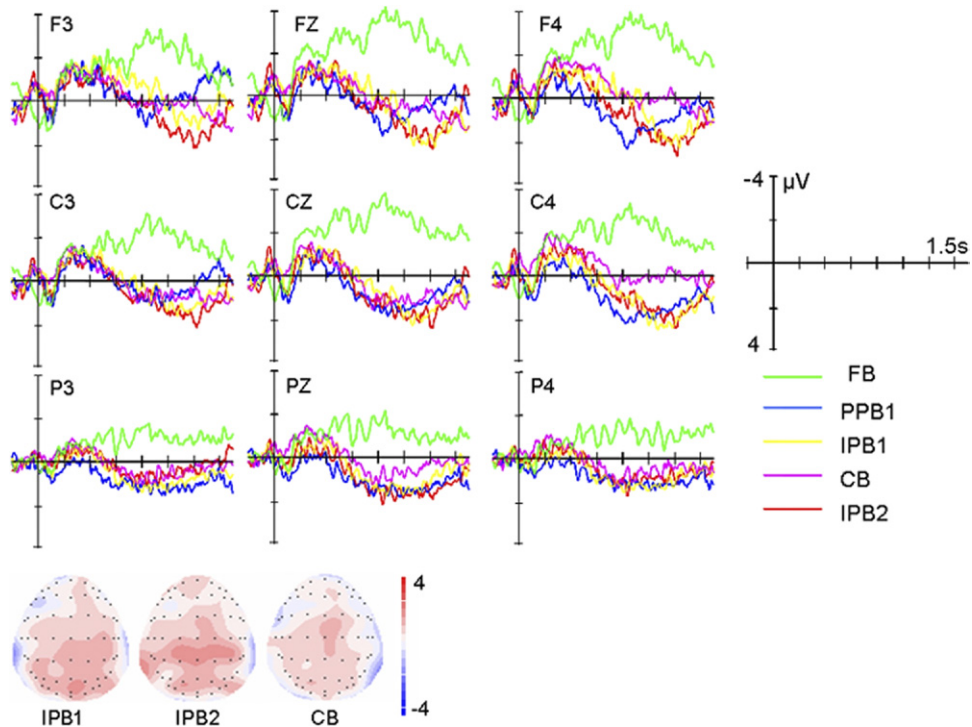 F3 FZ F4
C3 CZ C4
-4 µV
1.5s
4
P3 PZ P4
FB
PPB1
IPB1
CB
IPB2
4
-4
IPB1 IPB2 CB